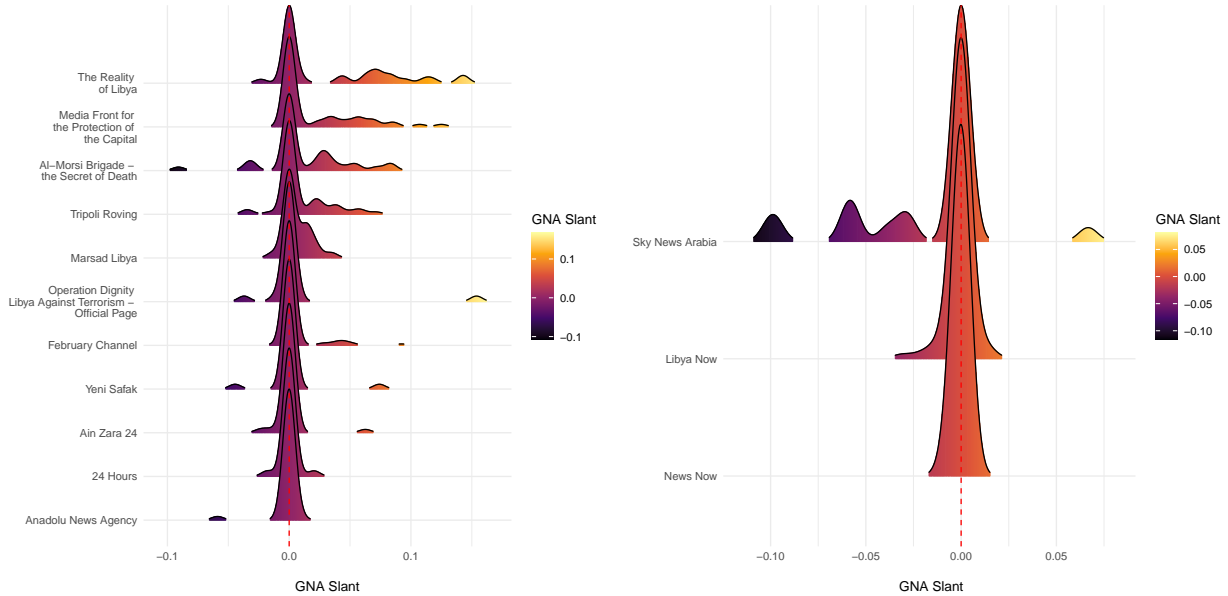 The Reality
of Libya
Media Front for
the Protection of
the Capital
Al−Morsi Brigade −
the Secret of Death
Tripoli Roving
Marsad Libya
Operation Dignity
Libya Against Terrorism −
Official Page
February Channel
Yeni Safak
Ain Zara 24
24 Hours
Anadolu News Agency
−0.1
0.0
0.1
GNA Slant
GNA Slant
0.1
0.0
−0.1
Sky News Arabia
Libya Now
News Now
−0.10
−0.05
0.00
0.05
GNA Slant
GNA Slant
0.05
0.00
−0.05
−0.10